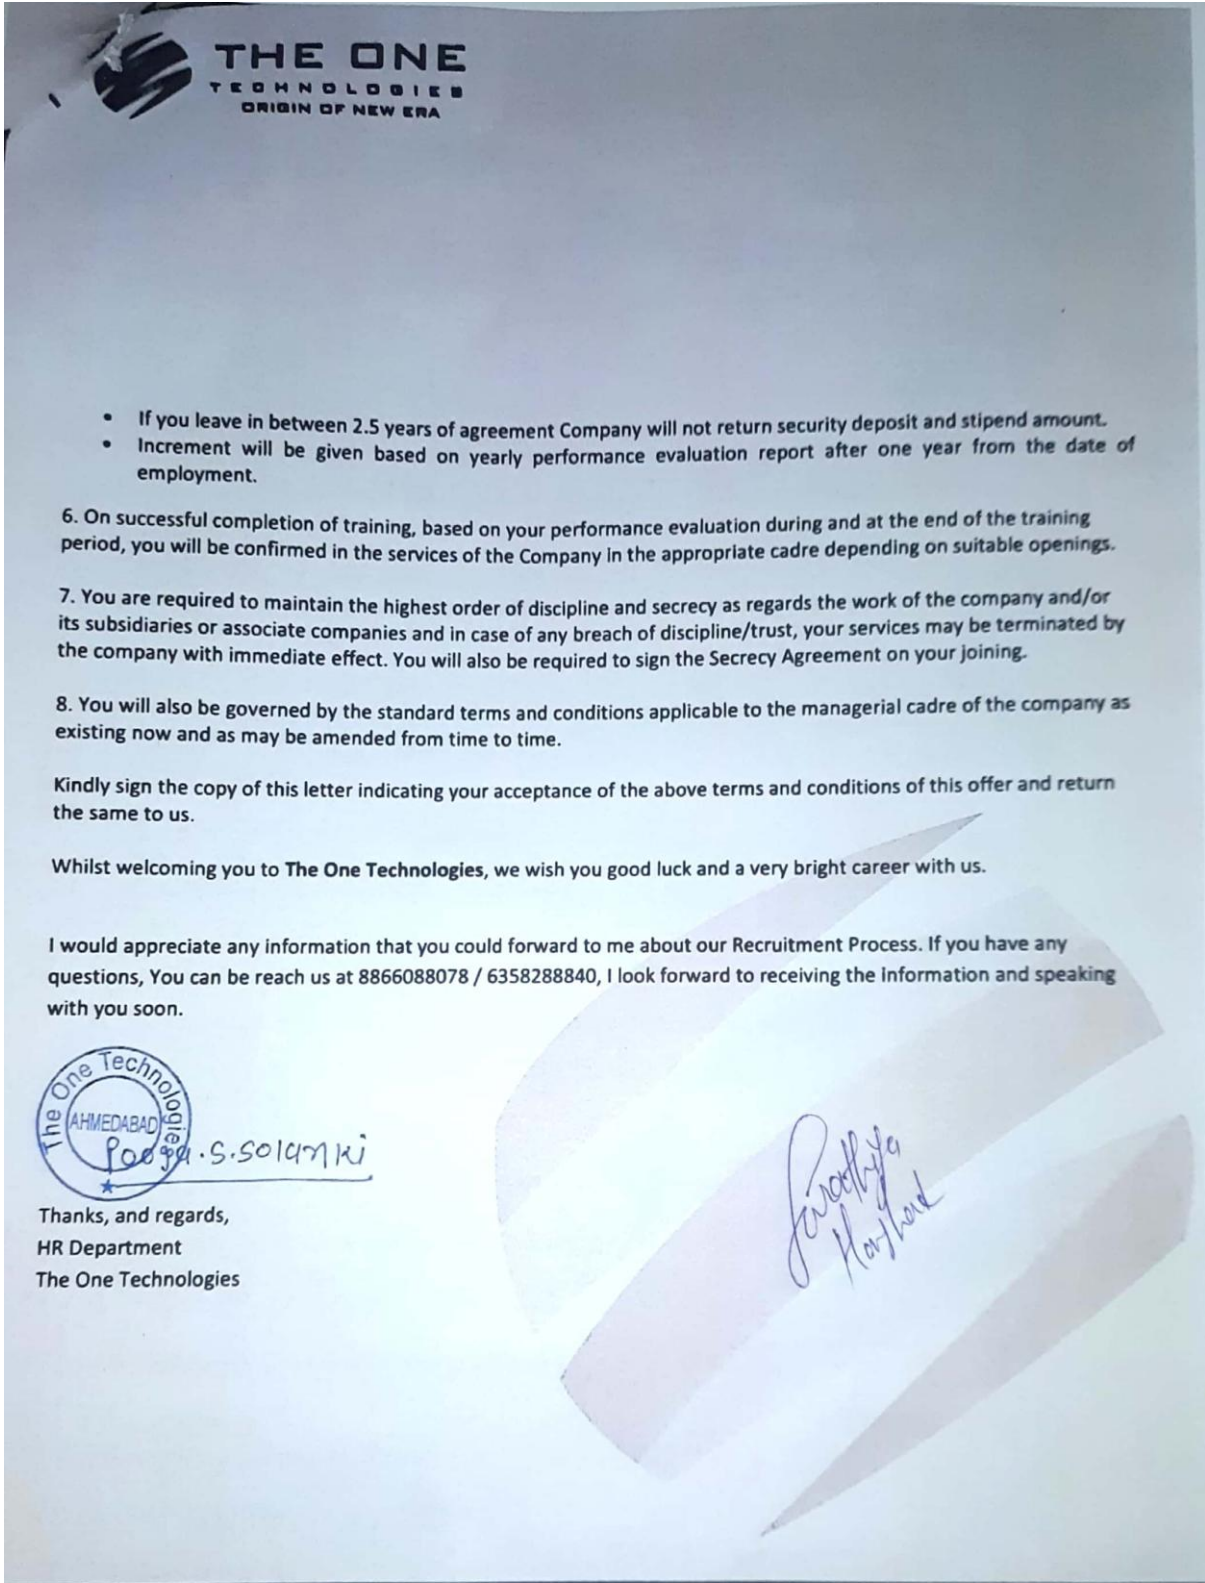 THE ONE
TECHNOLOGIES
ORIGIN OF NEW ERA
• If you leave in between 2.5 years of agreement Company will not return security deposit and stipend amount.
• Increment will be given based on yearly performance evaluation report after one year from the date of
employment.
6. On successful completion of training, based on your performance evaluation during and at the end of the training
period, you will be confirmed in the services of the Company in the appropriate cadre depending on suitable openings.
7. You are required to maintain the highest order of discipline and secrecy as regards the work of the company and/or
its subsidiaries or associate companies and in case of any breach of discipline/trust, your services may be terminated by
the company with immediate effect. You will also be required to sign the Secrecy Agreement on your joining.
8. You will also be governed by the standard terms and conditions applicable to the managerial cadre of the company as
existing now and as may be amended from time to time.
Kindly sign the copy of this letter indicating your acceptance of the above terms and conditions of this offer and return
the same to us.
Whilst welcoming you to The One Technologies, we wish you good luck and a very bright career with us.
I would appreciate any information that you could forward to me about our Recruitment Process. If you have any
questions, You can be reach us at 8866088078 / 6358288840, I look forward to receiving the information and speaking
with you soon.
The One Technologies
AHMEDABAD
Pooja.S.Solanki
Thanks, and regards,
HR Department
The One Technologies